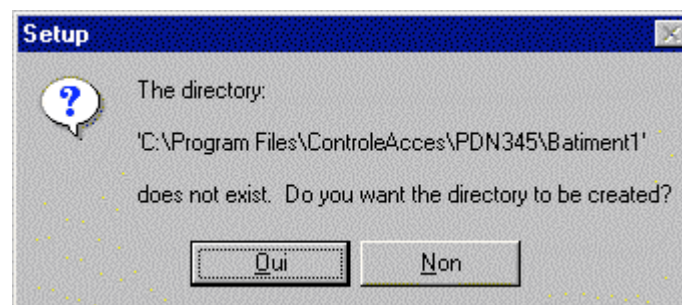 Setup
The directory:
'C:\Program Files\ControleAcces\PDN345\Batiment1'
does not exist.  Do you want the directory to be created?
Oui
Non